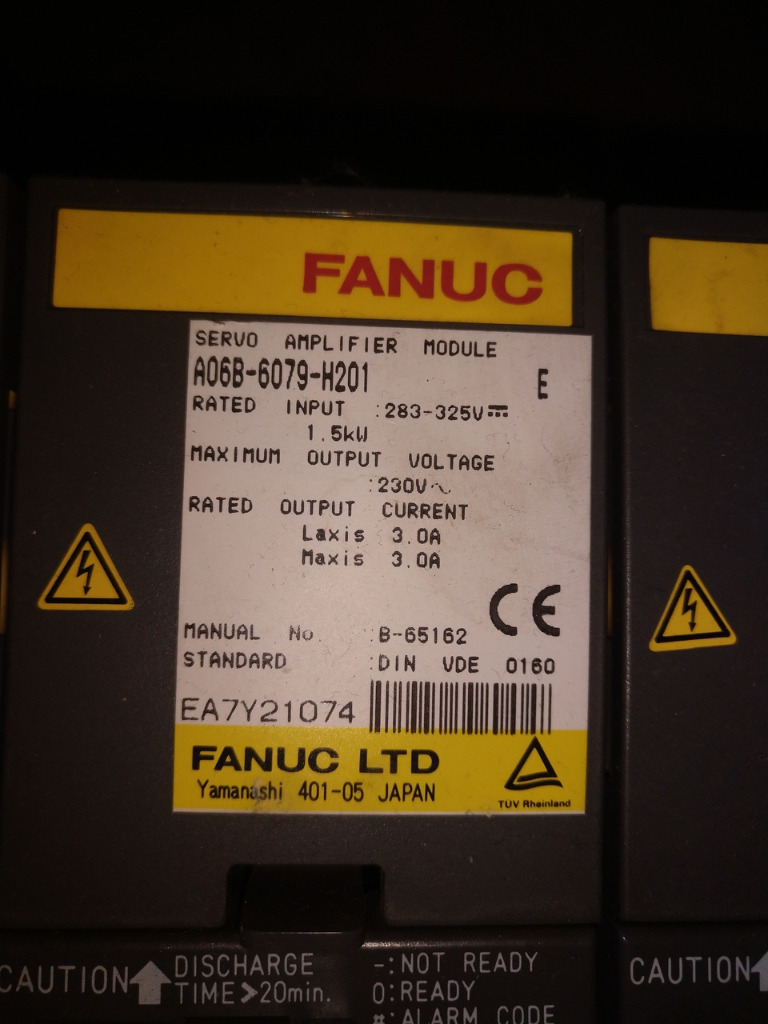 FANUC
SERVO AMPLIFIER MODULE
A06B-6079-H201 E
RATED INPUT :283-325V⎓
1.5kW
MAXIMUM OUTPUT VOLTAGE
:230V∿
RATED OUTPUT CURRENT
Laxis 3.0A
Maxis 3.0A
CE
MANUAL No. :B-65162
STANDARD :DIN VDE 0160
EA7Y21074
FANUC LTD
Yamanashi 401-05 JAPAN
TÜV Rheinland
CAUTION
DISCHARGE
TIME>20min.
-:NOT READY
0:READY
#:ALARM CODE
CAUTION